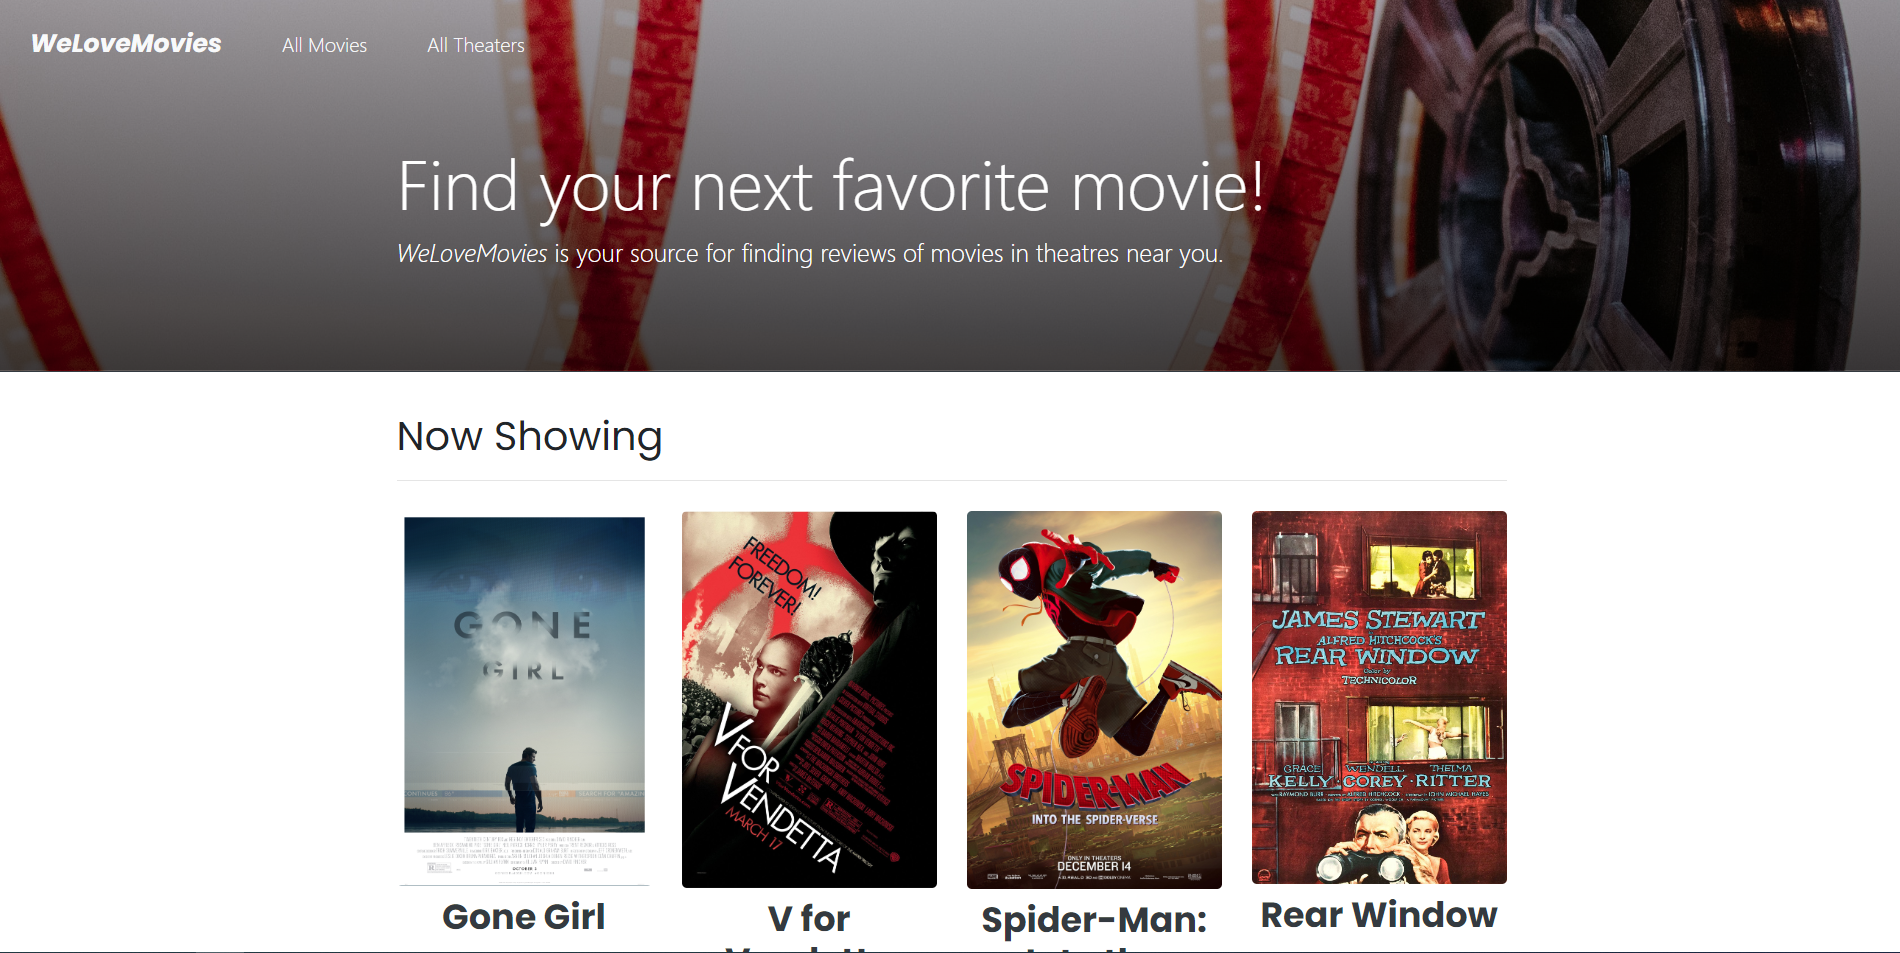 WeLoveMovies All Movies All Theaters
Find your next favorite movie!
WeLoveMovies is your source for finding reviews of movies in theatres near you.
Now Showing
GONE
GIRL
OCTOBER 3
FREEDOM!
FOREVER!
V FOR
VENDETTA
MARCH 17
SPIDER-MAN
INTO THE SPIDER-VERSE
ONLY IN THEATERS
DECEMBER 14
JAMES STEWART
ALFRED HITCHCOCK'S
REAR WINDOW
Color by
TECHNICOLOR
GRACE WENDELL THELMA
KELLY · COREY · RITTER
Gone Girl
V for
Spider-Man:
Rear Window